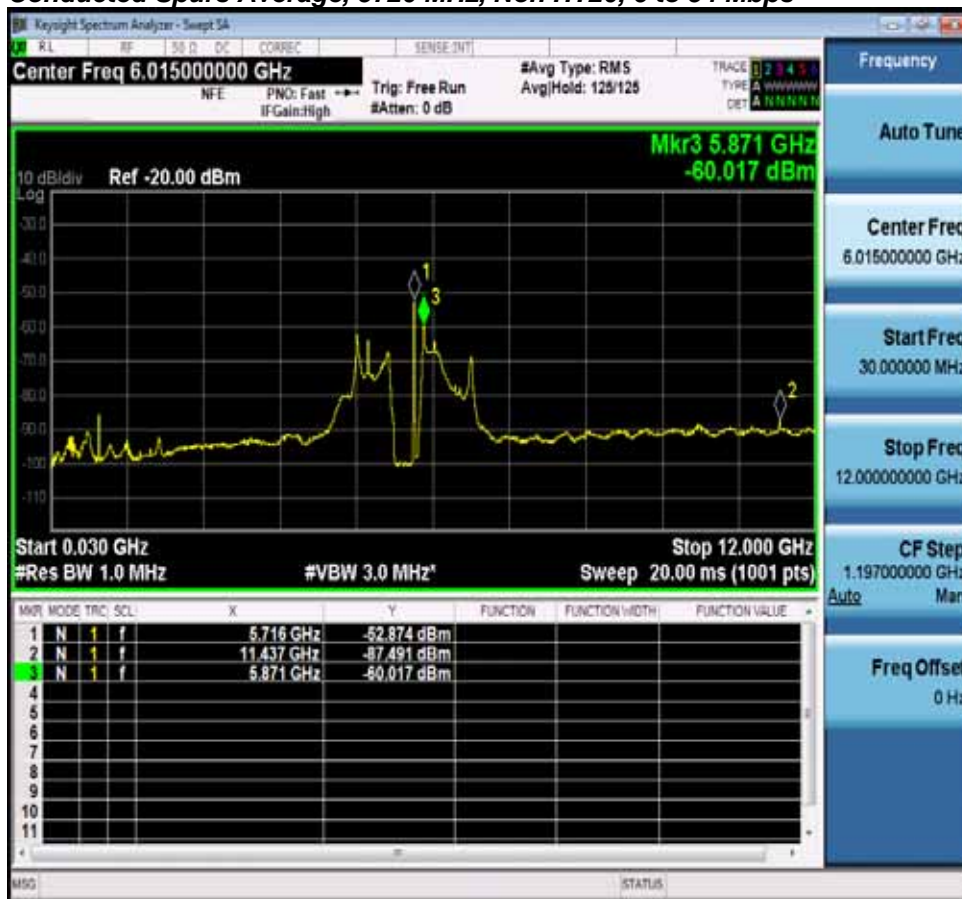 Conducted Spurs Average, 5720 MHz, Non HT20, 6 to 54 Mbps
Keysight Spectrum Analyzer - Swept SA
RL RF 50 Ω DC CORREC SENSE:INT
Center Freq 6.015000000 GHz
NFE PNO: Fast Trig: Free Run
IFGain:High #Atten: 0 dB
#Avg Type: RMS
Avg|Hold: 125/125
TRACE 1 2 3 4 5 6
TYPE A WWWWW
DET A N N N N N
Mkr3 5.871 GHz
-60.017 dBm
10 dB/div Ref -20.00 dBm
Log
-30.0
-40.0
-50.0
-60.0
-70.0
-80.0
-90.0
-100
-110
1
3
2
Start 0.030 GHz Stop 12.000 GHz
#Res BW 1.0 MHz #VBW 3.0 MHz* Sweep 20.00 ms (1001 pts)
MKR MODE TRC SCL X Y FUNCTION FUNCTION WIDTH FUNCTION VALUE
1 N 1 f 5.716 GHz -52.874 dBm
2 N 1 f 11.437 GHz -87.491 dBm
3 N 1 f 5.871 GHz -60.017 dBm
4
5
6
7
8
9
10
11
MSG STATUS
Frequency
Auto Tune
Center Freq
6.015000000 GHz
Start Freq
30.000000 MHz
Stop Freq
12.000000000 GHz
CF Step
1.197000000 GHz
Auto Man
Freq Offset
0 Hz